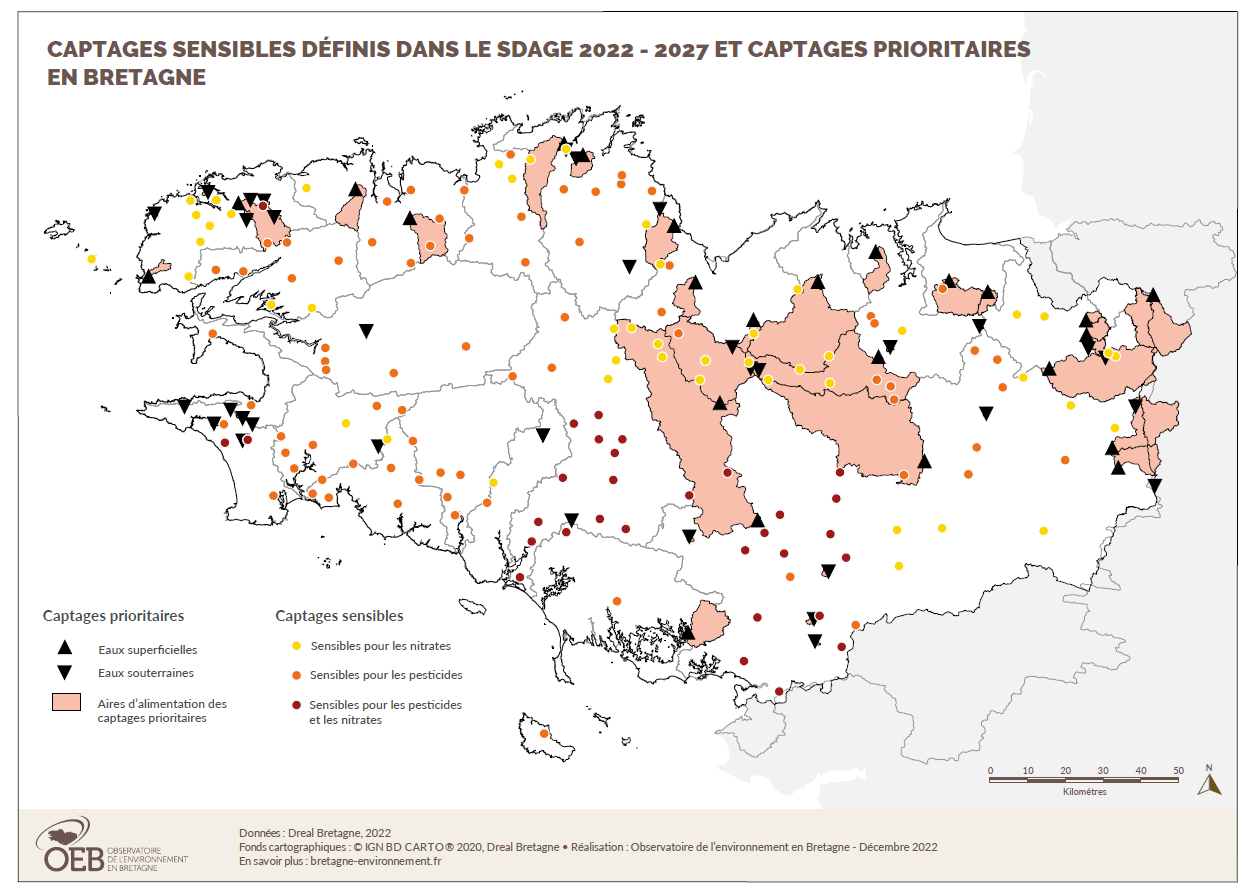 CAPTAGES SENSIBLES DÉFINIS DANS LE SDAGE 2022 - 2027 ET CAPTAGES PRIORITAIRES
EN BRETAGNE
Captages prioritaires
Eaux superficielles
Eaux souterraines
Aires d'alimentation des
captages prioritaires
Captages sensibles
Sensibles pour les nitrates
Sensibles pour les pesticides
Sensibles pour les pesticides
et les nitrates
0 10 20 30 40 50
Kilomètres
N
OEB
OBSERVATOIRE
DE L'ENVIRONNEMENT
EN BRETAGNE
Données : Dreal Bretagne, 2022
Fonds cartographiques : © IGN BD CARTO® 2020, Dreal Bretagne • Réalisation : Observatoire de l'environnement en Bretagne - Décembre 2022
En savoir plus : bretagne-environnement.fr